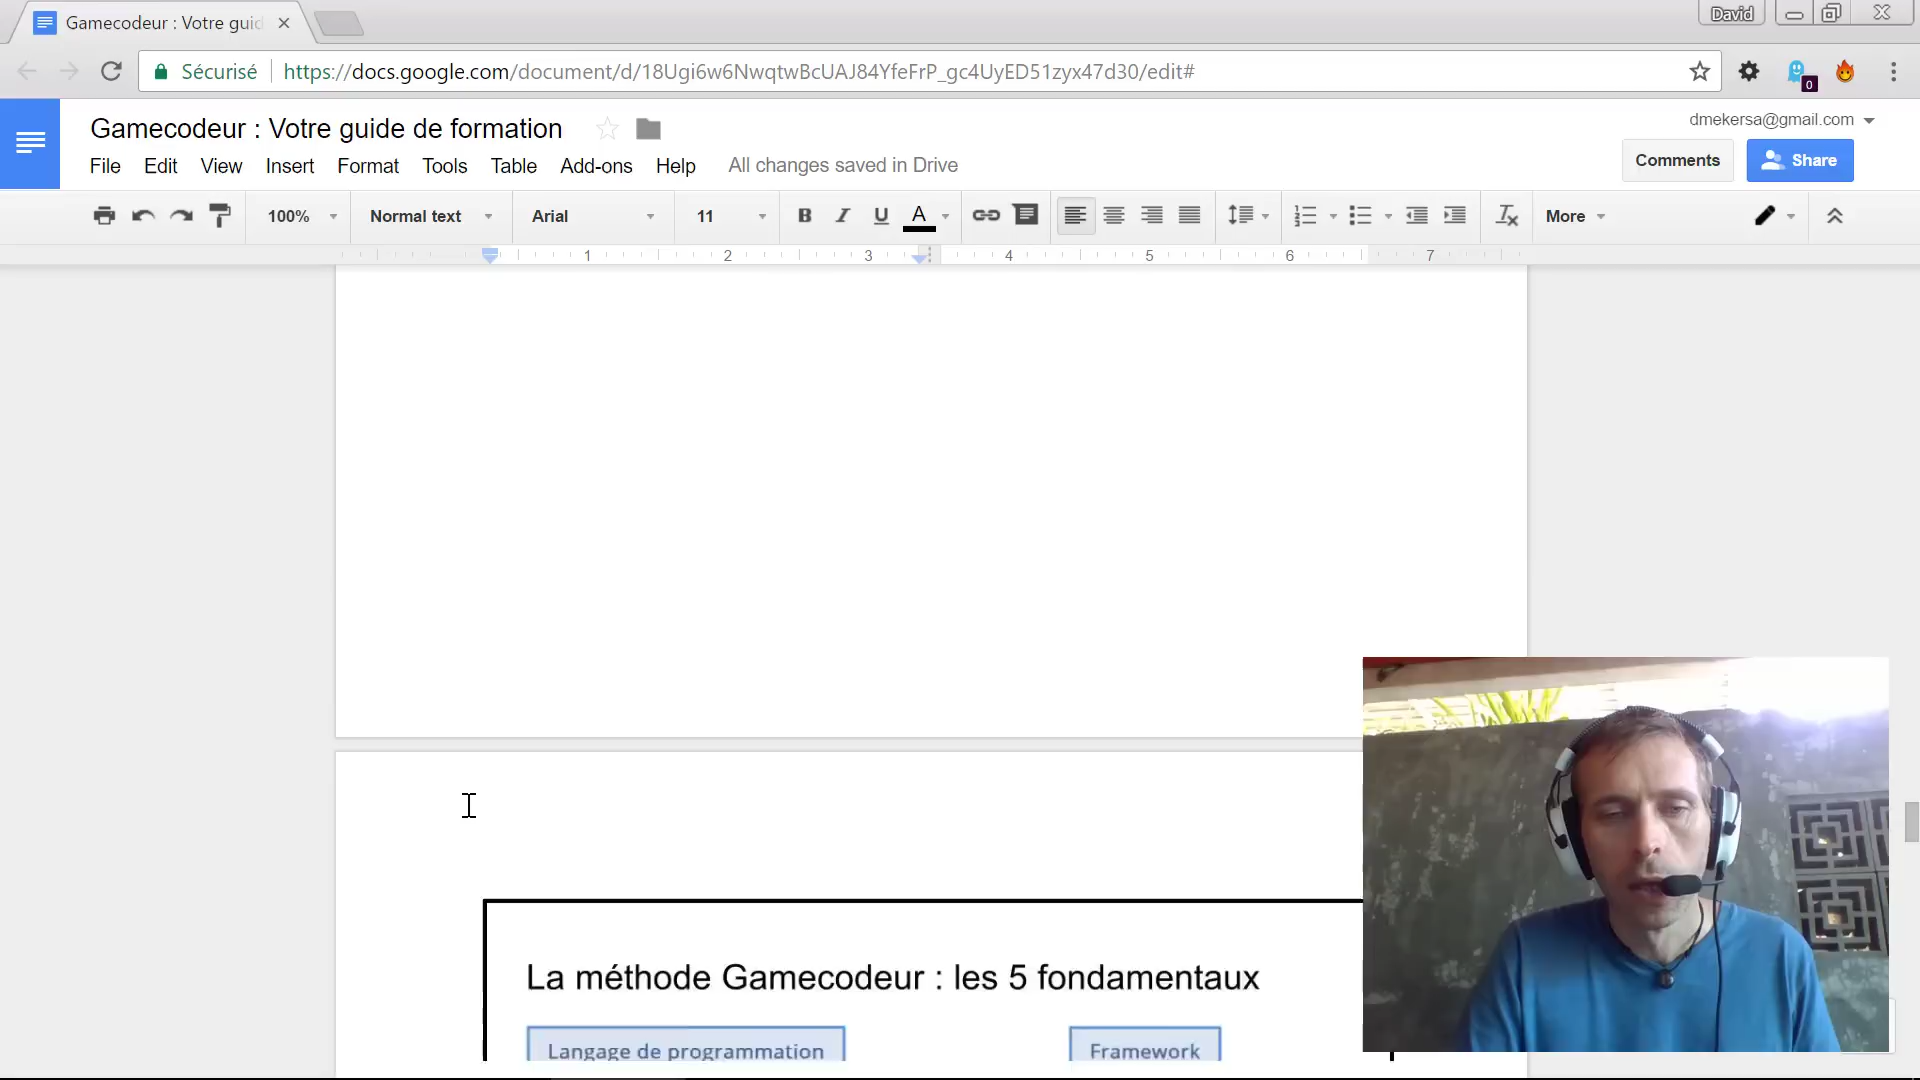 Gamecodeur : Votre guid
David
Sécurisé
https://docs.google.com/document/d/18Ugi6w6NwqtwBcUAJ84YfeFrP_gc4UyED51zyx47d30/edit#
0
Gamecodeur : Votre guide de formation
dmekersa@gmail.com
File Edit View Insert Format Tools Table Add-ons Help All changes saved in Drive
Comments
Share
100% Normal text Arial 11 B I U A More
1 2 3 4 5 6 7
La méthode Gamecodeur : les 5 fondamentaux
Langage de programmation
Framework